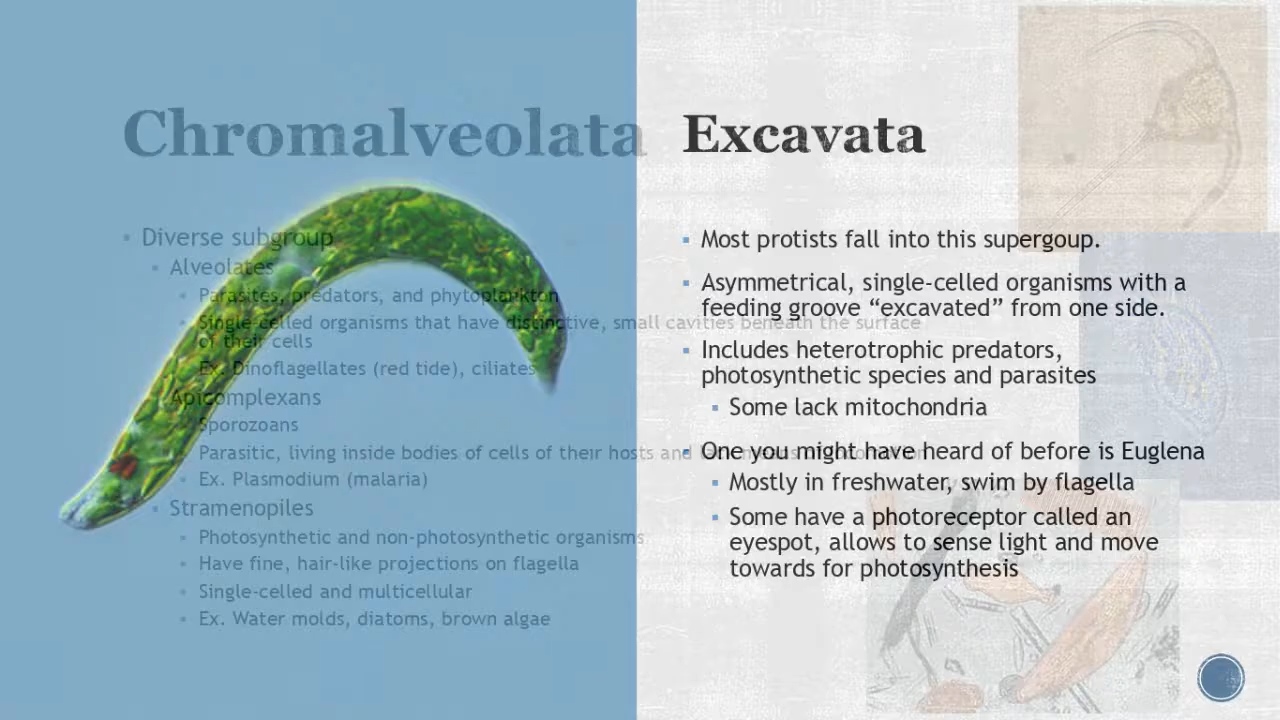 Chromalveolata
Diverse subgroup
Alveolates
Parasites, predators, and phytoplankton
Single-celled organisms that have distinctive, small cavities beneath the surface
of their cells
Ex. Dinoflagellates (red tide), ciliates
Apicomplexans
Sporozoans
Parasitic, living inside bodies of cells of their hosts and
Ex. Plasmodium (malaria)
Stramenopiles
Photosynthetic and non-photosynthetic organisms
Have fine, hair-like projections on flagella
Single-celled and multicellular
Ex. Water molds, diatoms, brown algae
Excavata
Most protists fall into this supergoup.
Asymmetrical, single-celled organisms with a
feeding groove “excavated” from one side.
Includes heterotrophic predators,
photosynthetic species and parasites
Some lack mitochondria
One you might have heard of before is Euglena
Mostly in freshwater, swim by flagella
Some have a photoreceptor called an
eyespot, allows to sense light and move
towards for photosynthesis